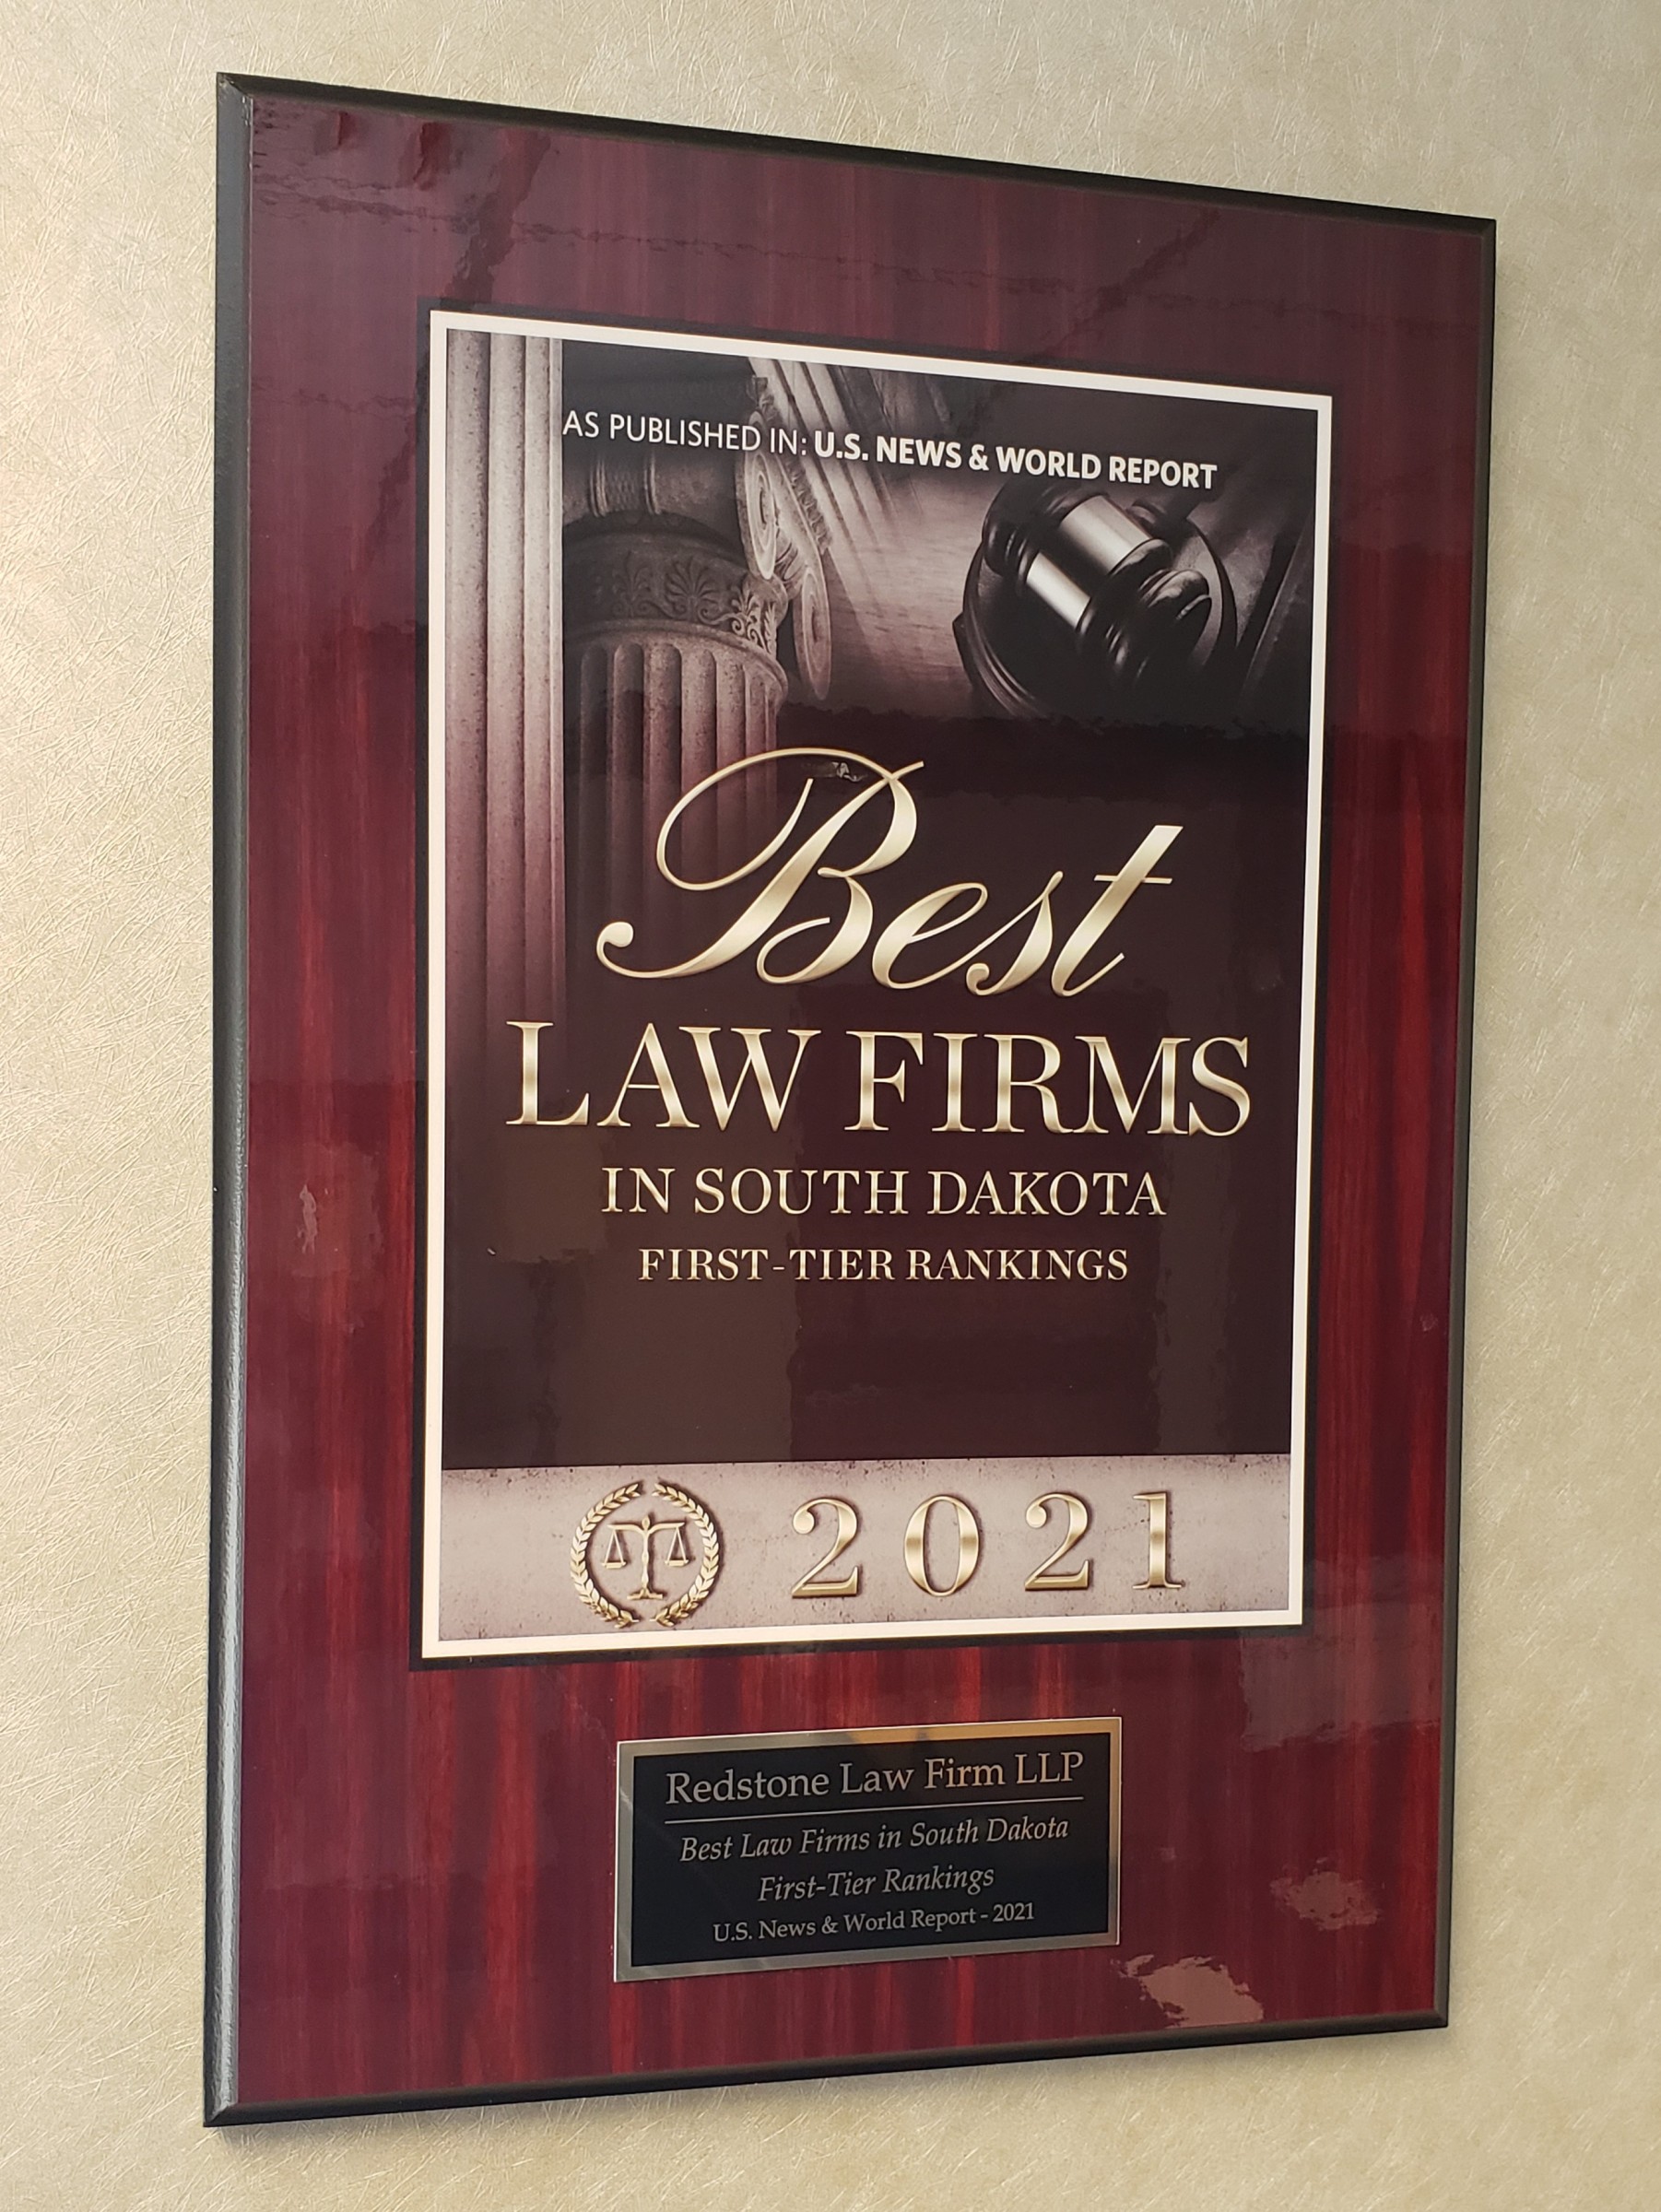 AS PUBLISHED IN: U.S. NEWS & WORLD REPORT
Best
LAW FIRMS
IN SOUTH DAKOTA
FIRST-TIER RANKINGS
2021
Redstone Law Firm LLP
Best Law Firms in South Dakota
First-Tier Rankings
U.S. News & World Report - 2021